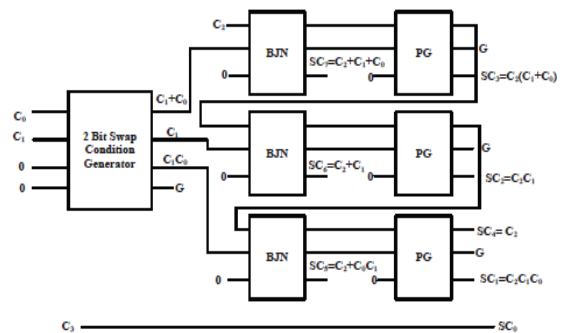 C₂
BJN
PG
G
SC₇=C₂+C₁+C₀
0
SC₃=C₂(C₁+C₀)
0
C₁+C₀
C₀
C₁
0
0
2 Bit Swap
Condition
Generator
C₁
C₁C₀
G
BJN
PG
G
0
SC₆=C₂+C₁
0
SC₂=C₂C₁
BJN
PG
SC₄= C₂
G
0
SC₅=C₂+C₀C₁
0
SC₁=C₂C₁C₀
C₃
SC₀